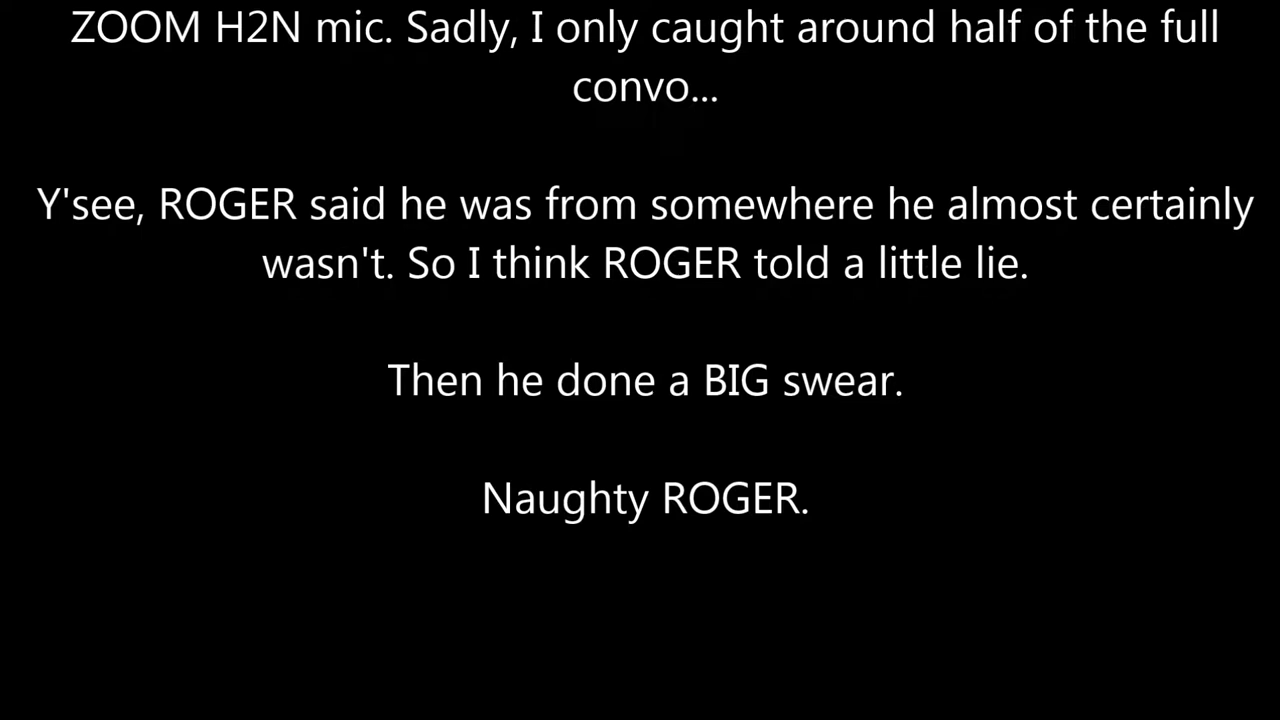 ZOOM H2N mic. Sadly, I only caught around half of the full
convo...
Y'see, ROGER said he was from somewhere he almost certainly
wasn't. So I think ROGER told a little lie.
Then he done a BIG swear.
Naughty ROGER.